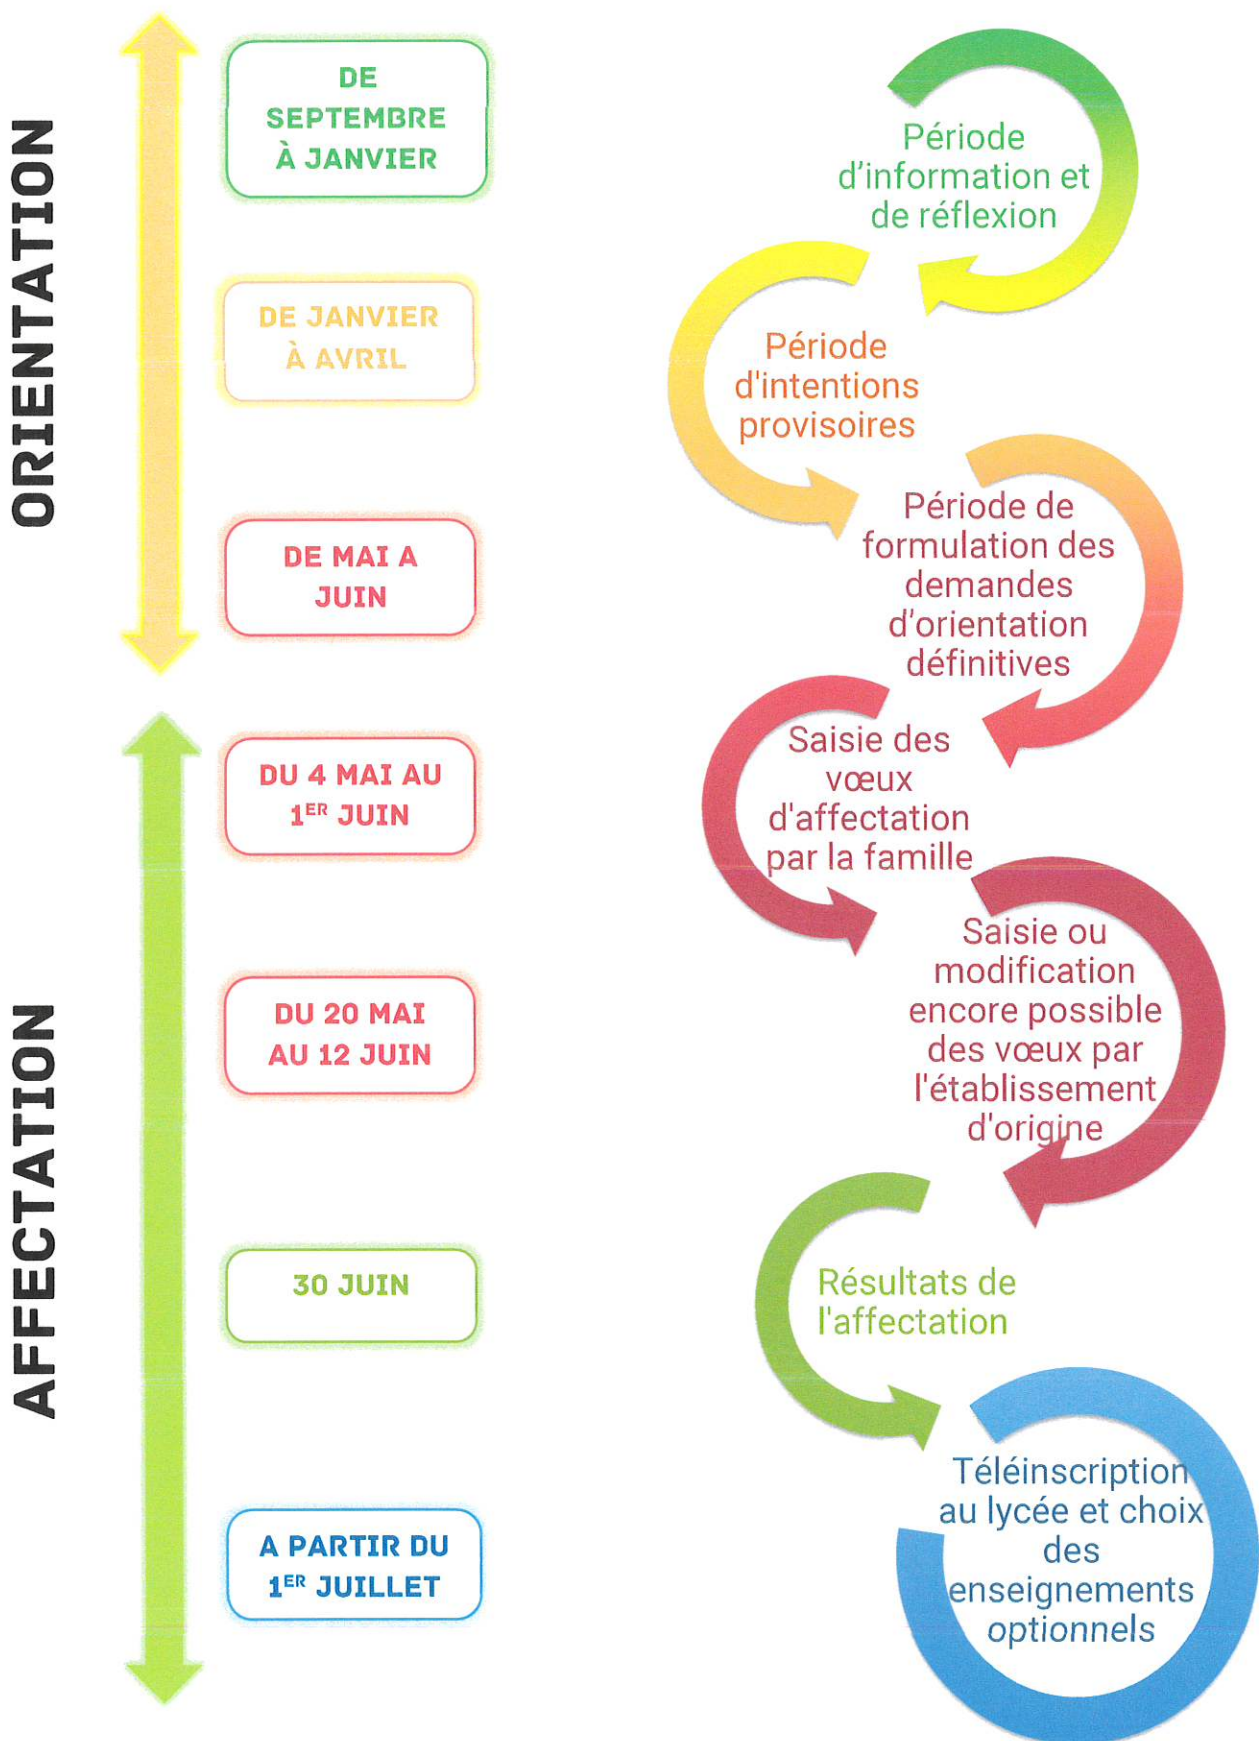 ORIENTATION
DE
SEPTEMBRE
À JANVIER
Période
d'information et
de réflexion
DE JANVIER
À AVRIL
Période
d'intentions
provisoires
DE MAI A
JUIN
Période de
formulation des
demandes
d'orientation
définitives
AFFECTATION
DU 4 MAI AU
1ER JUIN
Saisie des
vœux
d'affectation
par la famille
DU 20 MAI
AU 12 JUIN
Saisie ou
modification
encore possible
des vœux par
l'établissement
d'origine
30 JUIN
Résultats de
l'affectation
A PARTIR DU
1ER JUILLET
Téléinscription
au lycée et choix
des
enseignements
optionnels